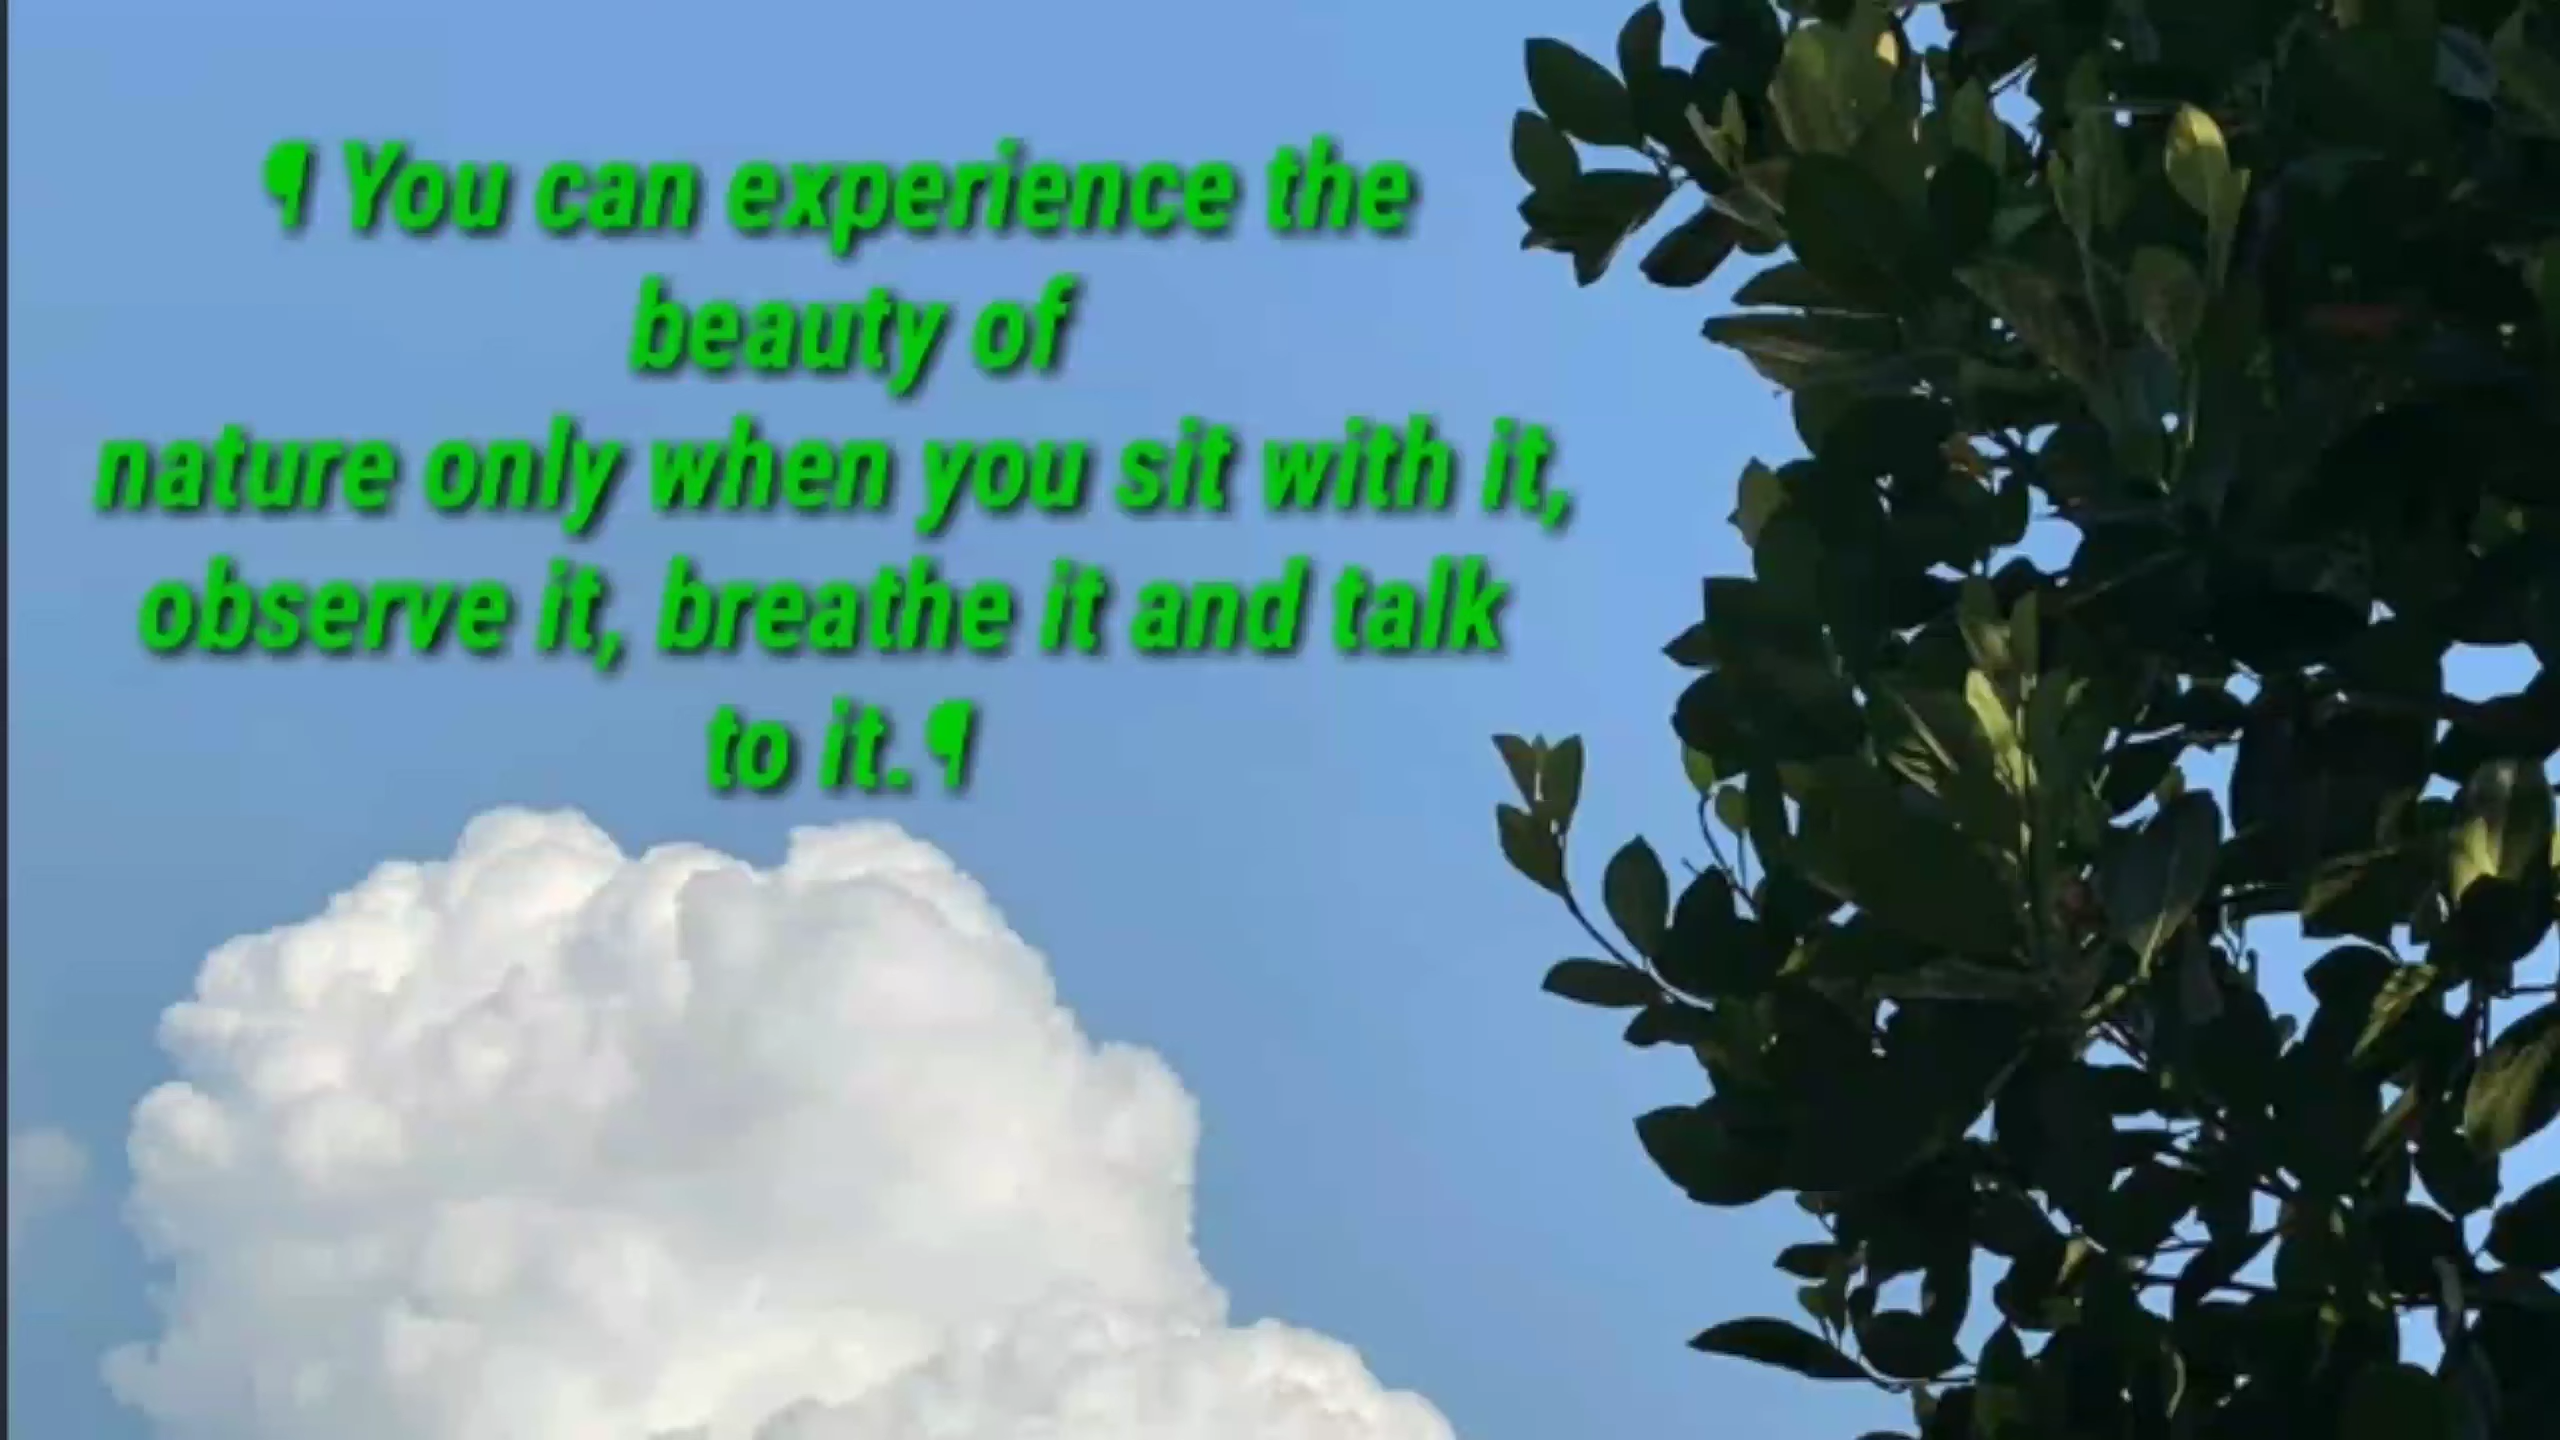 ¶ You can experience the
beauty of
nature only when you sit with it,
observe it, breathe it and talk
to it.¶